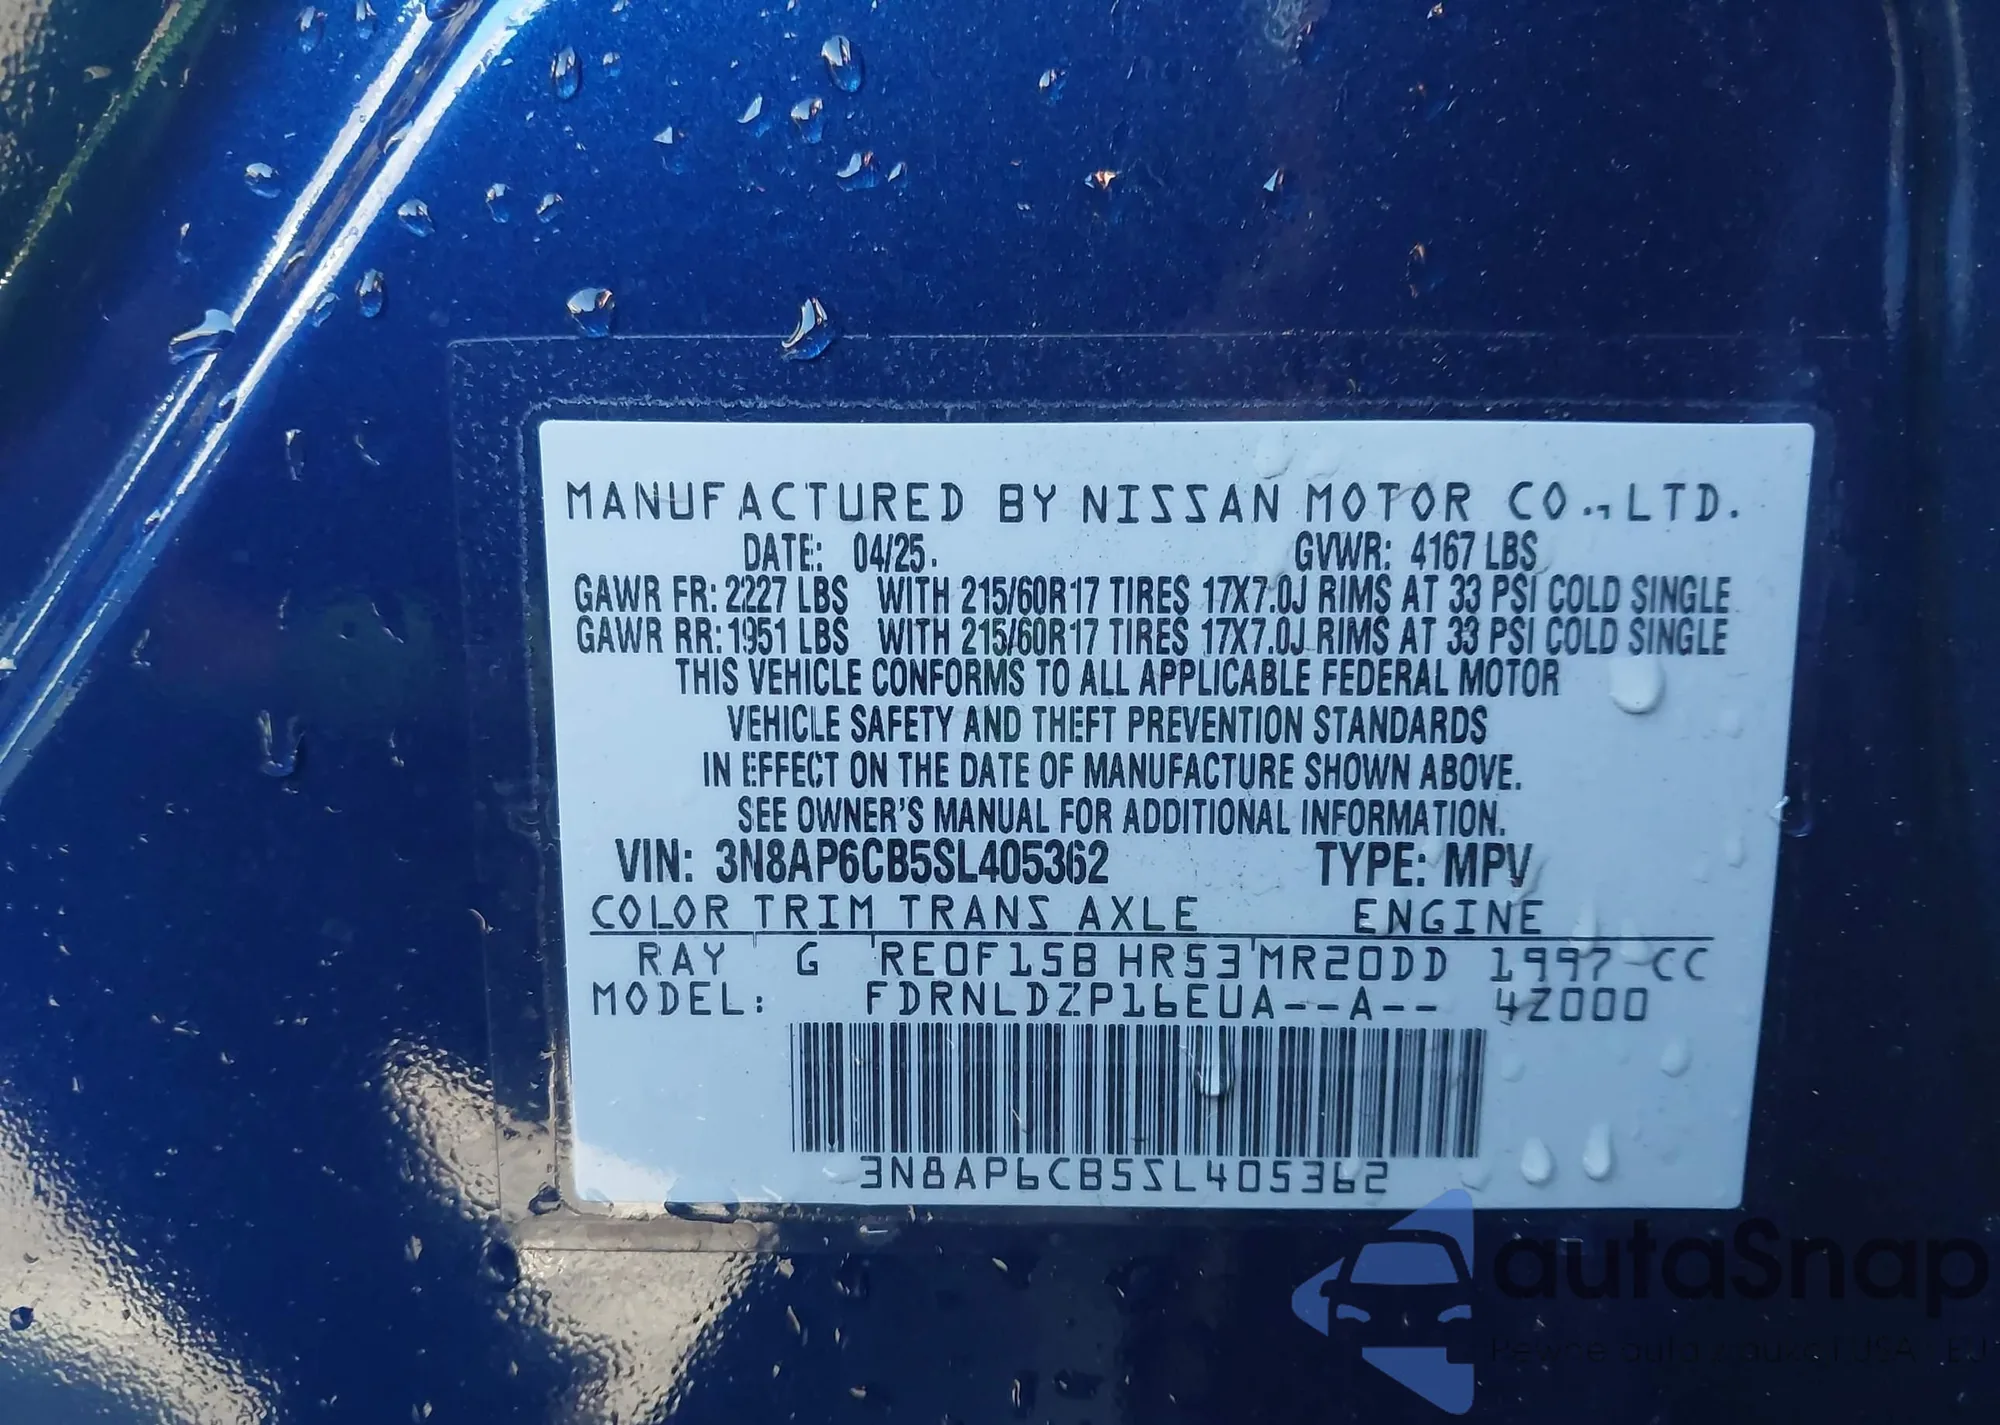 MANUFACTURED BY NISSAN MOTOR CO., LTD.
DATE: 04/25. GVWR: 4167 LBS
GAWR FR: 2227 LBS WITH 215/60R17 TIRES 17X7.0J RIMS AT 33 PSI COLD SINGLE
GAWR RR: 1951 LBS WITH 215/60R17 TIRES 17X7.0J RIMS AT 33 PSI COLD SINGLE
THIS VEHICLE CONFORMS TO ALL APPLICABLE FEDERAL MOTOR
VEHICLE SAFETY AND THEFT PREVENTION STANDARDS
IN EFFECT ON THE DATE OF MANUFACTURE SHOWN ABOVE.
SEE OWNER'S MANUAL FOR ADDITIONAL INFORMATION.
VIN: 3N8AP6CB5SL405362 TYPE: MPV
COLOR TRIM TRANS AXLE ENGINE
RAY G RE0F15B HR53 MR20DD 1997 CC
MODEL: FDRNLDZP16EUA--A-- 4Z000
3N8AP6CB5SL405362
autaSnap
auta USA